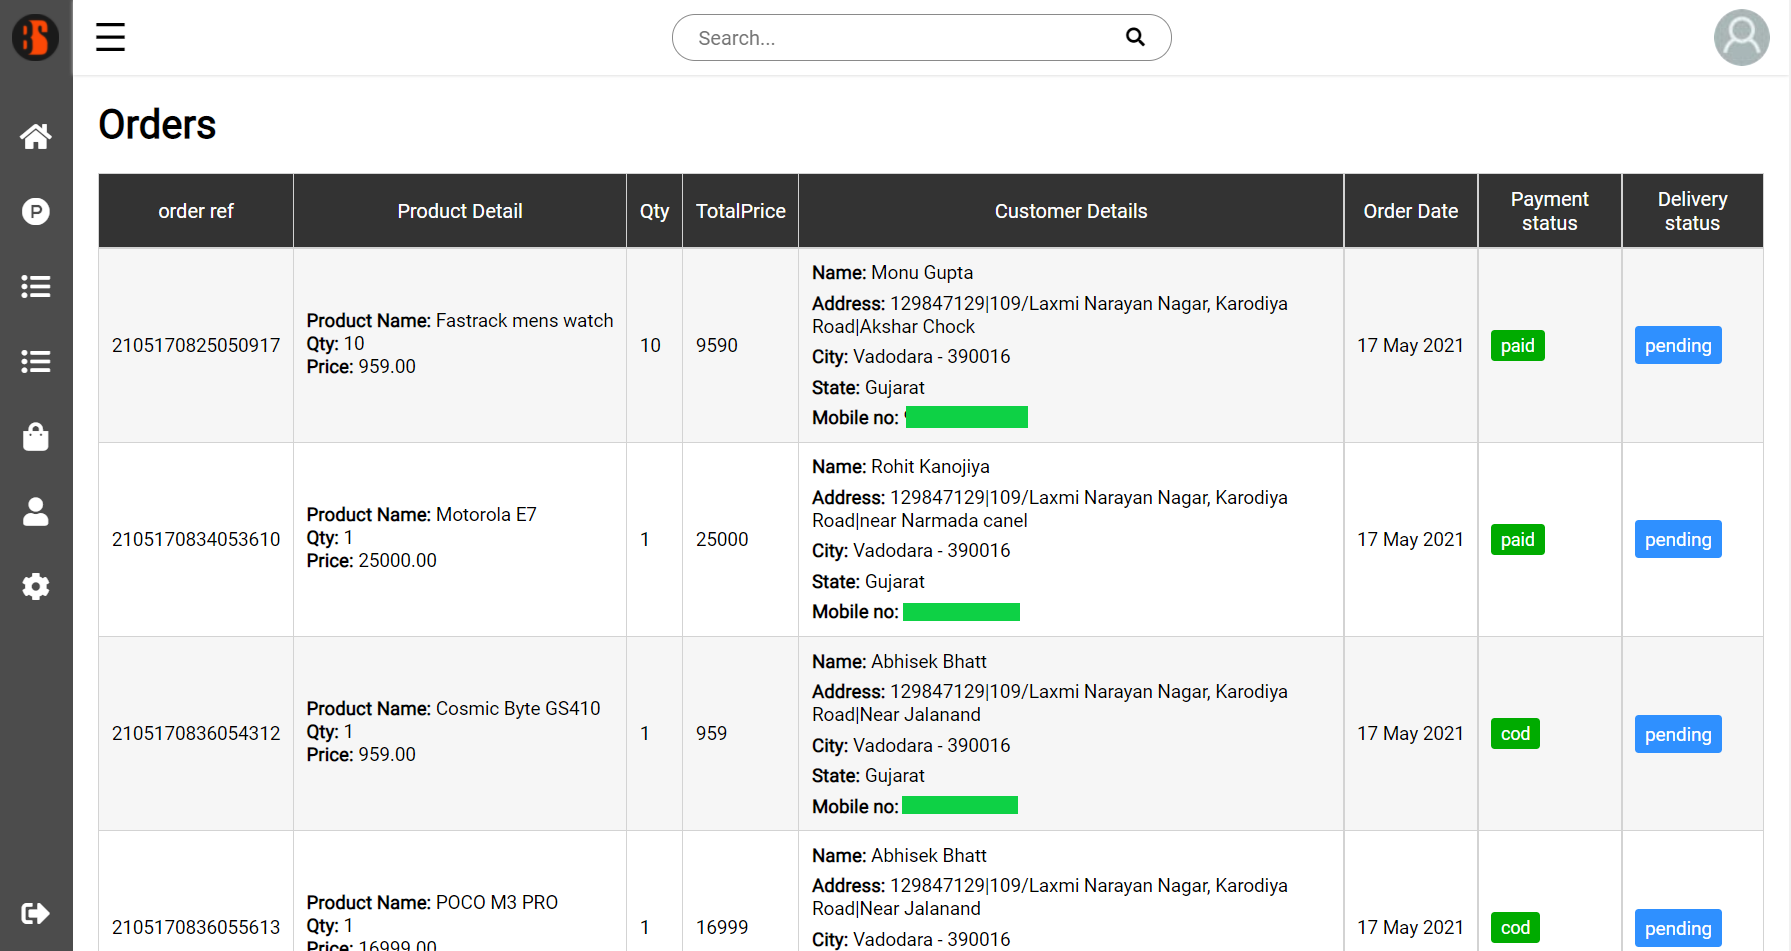 BS
Search...
Orders
order ref
Product Detail
Qty
TotalPrice
Customer Details
Order Date
Payment
status
Delivery
status
2105170825050917
Product Name: Fastrack mens watch
Qty: 10
Price: 959.00
10
9590
Name: Monu Gupta
Address: 129847129|109/Laxmi Narayan Nagar, Karodiya
Road|Akshar Chock
City: Vadodara - 390016
State: Gujarat
Mobile no:
17 May 2021
paid
pending
2105170834053610
Product Name: Motorola E7
Qty: 1
Price: 25000.00
1
25000
Name: Rohit Kanojiya
Address: 129847129|109/Laxmi Narayan Nagar, Karodiya
Road|near Narmada canel
City: Vadodara - 390016
State: Gujarat
Mobile no:
17 May 2021
paid
pending
2105170836054312
Product Name: Cosmic Byte GS410
Qty: 1
Price: 959.00
1
959
Name: Abhisek Bhatt
Address: 129847129|109/Laxmi Narayan Nagar, Karodiya
Road|Near Jalanand
City: Vadodara - 390016
State: Gujarat
Mobile no:
17 May 2021
cod
pending
2105170836055613
Product Name: POCO M3 PRO
Qty: 1
Price: 16999.00
1
16999
Name: Abhisek Bhatt
Address: 129847129|109/Laxmi Narayan Nagar, Karodiya
Road|Near Jalanand
City: Vadodara - 390016
17 May 2021
cod
pending